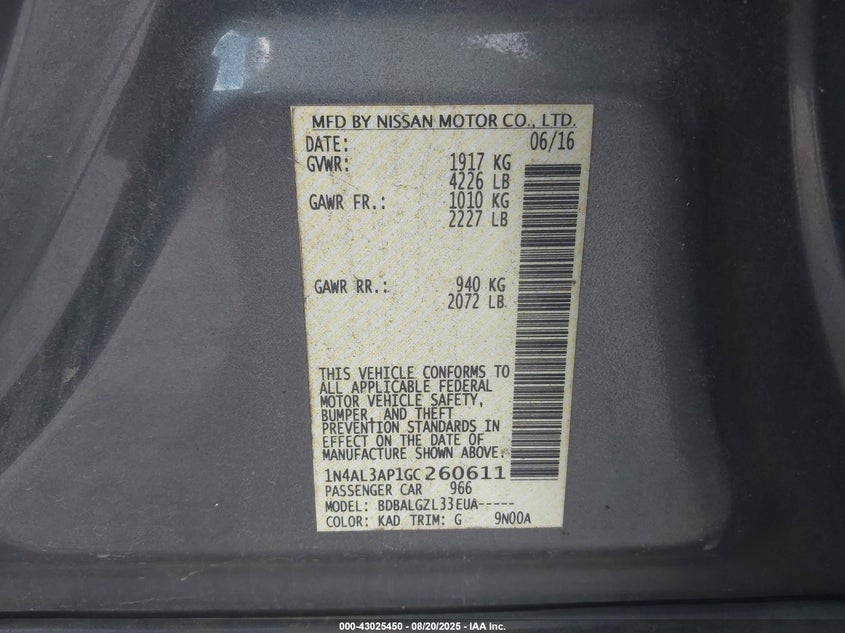 MFD BY NISSAN MOTOR CO., LTD.
DATE: 06/16
GVWR: 1917 KG
4226 LB
GAWR FR.: 1010 KG
2227 LB
GAWR RR.: 940 KG
2072 LB
THIS VEHICLE CONFORMS TO
ALL APPLICABLE FEDERAL
MOTOR VEHICLE SAFETY,
BUMPER, AND THEFT
PREVENTION STANDARDS IN
EFFECT ON THE DATE OF
MANUFACTURE SHOWN ABOVE.
1N4AL3AP1GC260611
PASSENGER CAR 966
MODEL: BDBALGZL33EUA-----
COLOR: KAD TRIM: G 9N00A
000-43025450 - 08/20/2025 - IAA Inc.